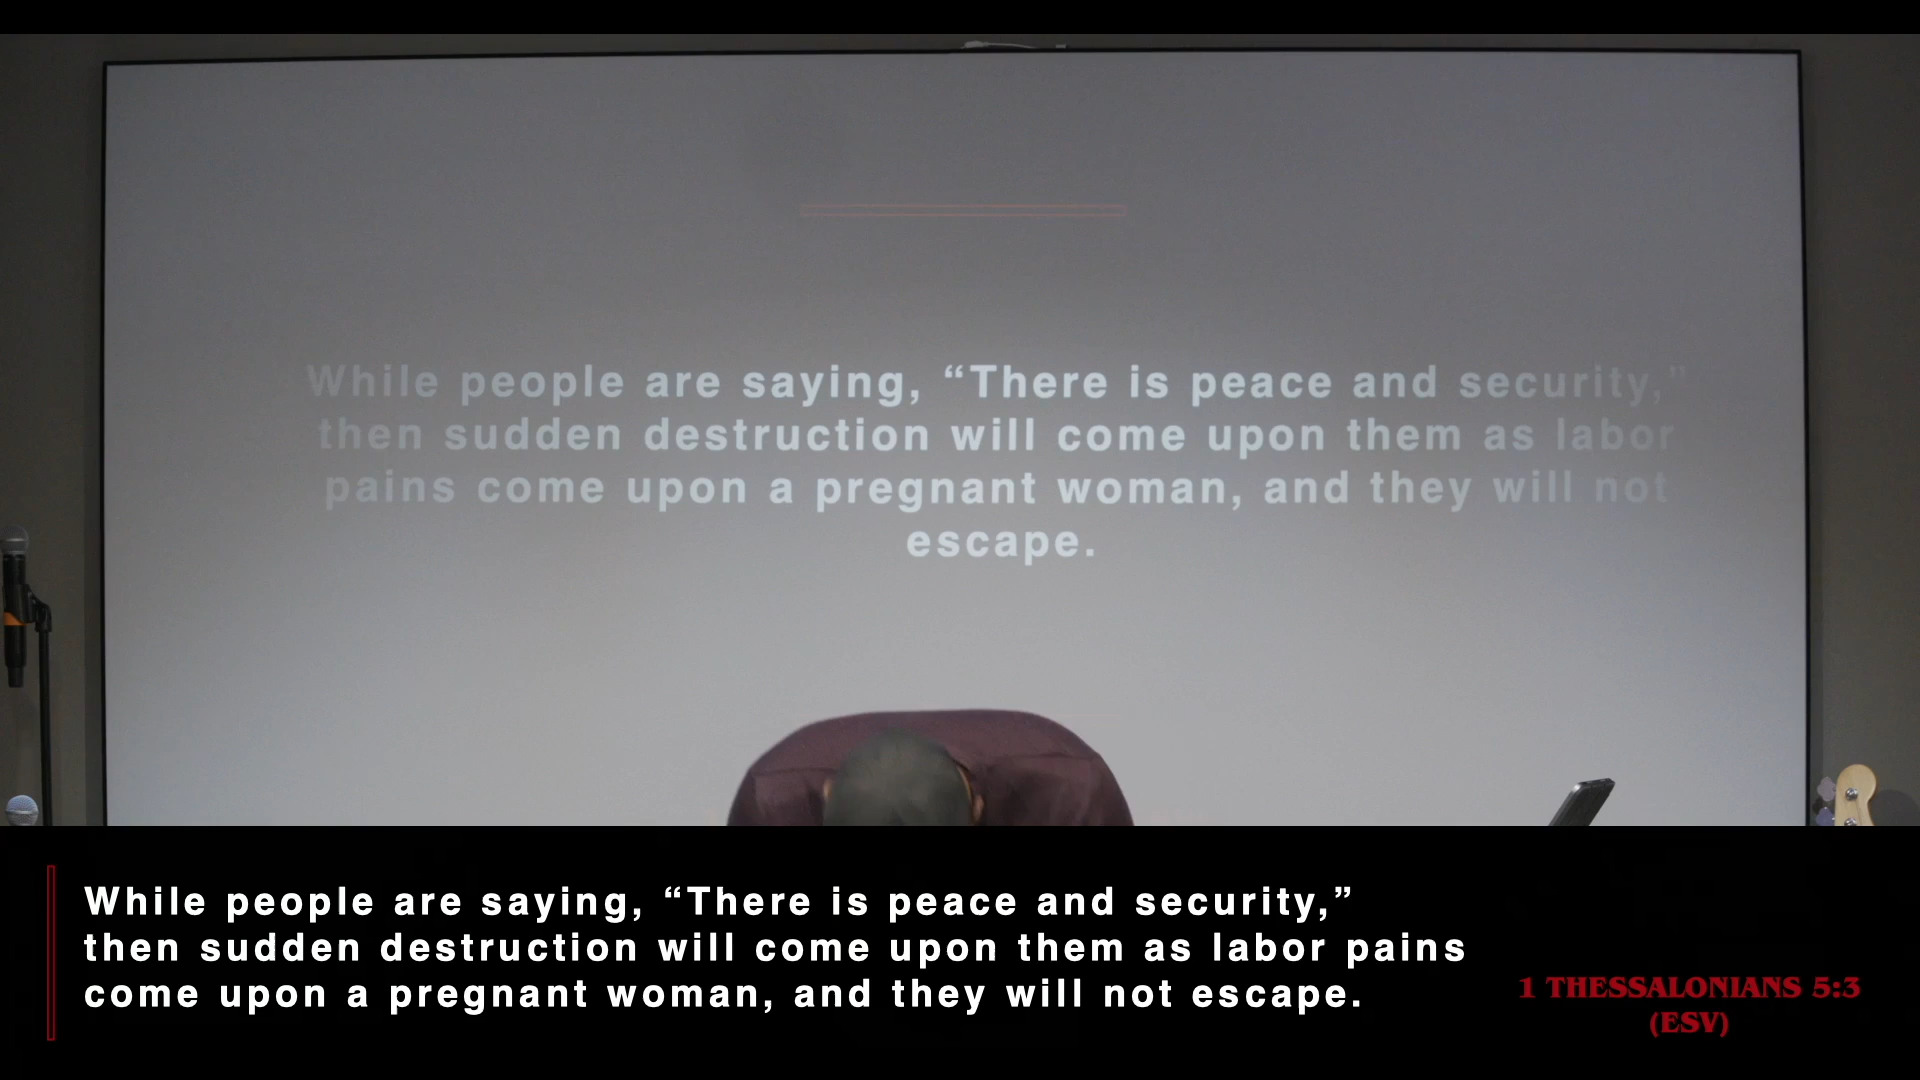 While people are saying, “There is peace and security,”
then sudden destruction will come upon them as labor
pains come upon a pregnant woman, and they will not
escape.
While people are saying, “There is peace and security,”
then sudden destruction will come upon them as labor pains
come upon a pregnant woman, and they will not escape.
1 THESSALONIANS 5:3
(ESV)